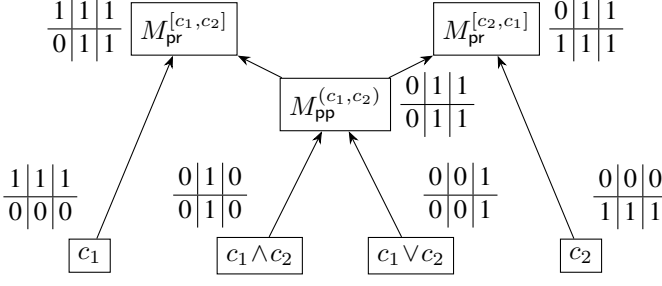 1|1|1 M_pr^[c₁,c₂] M_pr^[c₂,c₁] 0|1|1
0|1|1 1|1|1
M_pp^(c₁,c₂) 0|1|1
0|1|1
1|1|1 0|1|0 0|0|1 0|0|0
0|0|0 0|1|0 0|0|1 1|1|1
c₁ c₁∧c₂ c₁∨c₂ c₂